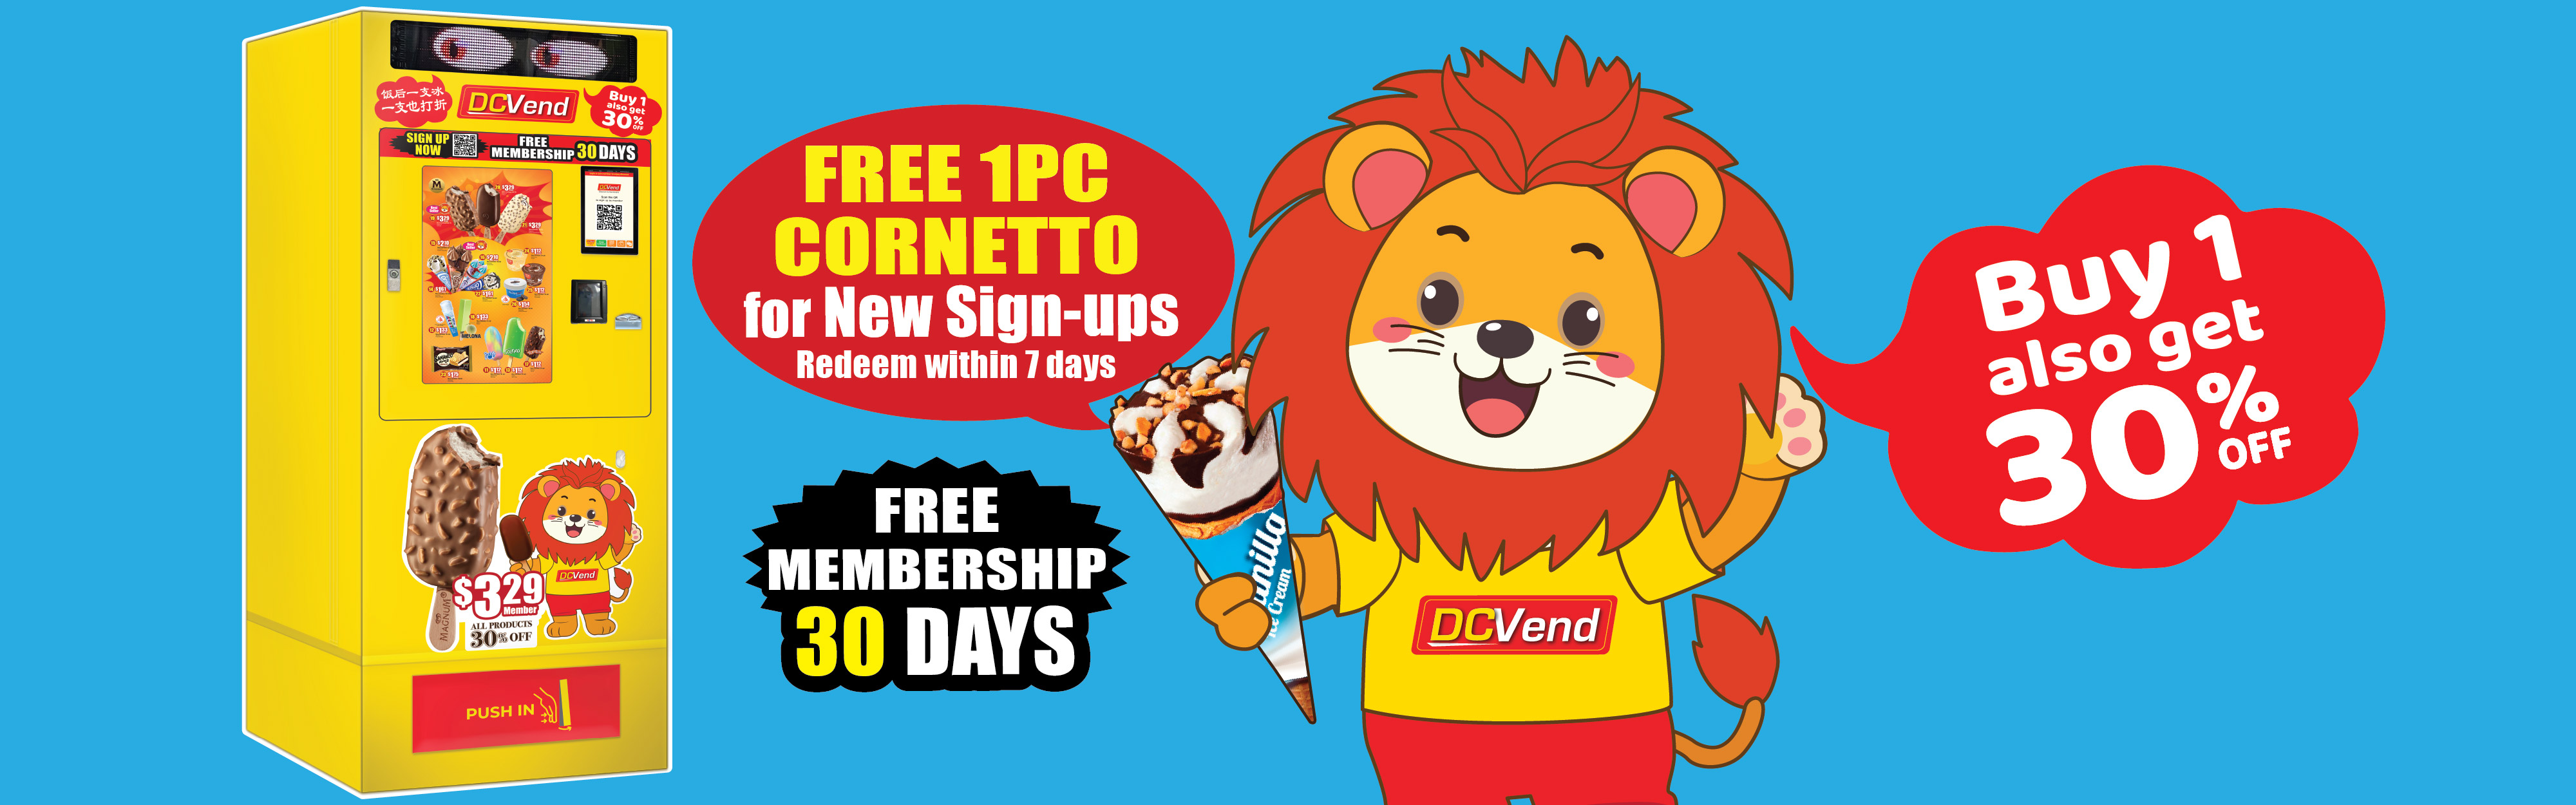 饭后一支冰
一支也打折
DCVend
Buy 1
also get
30%
OFF
SIGN UP
NOW
FREE
MEMBERSHIP 30 DAYS
DCVend
M
$3.29
Member
ALL PRODUCTS
30% OFF
MAGNUM
DCVend
PUSH IN
FREE 1PC
CORNETTO
for New Sign-ups
Redeem within 7 days
FREE
MEMBERSHIP
30 DAYS
Ice Cream
DCVend
Buy 1
also get
30%
OFF